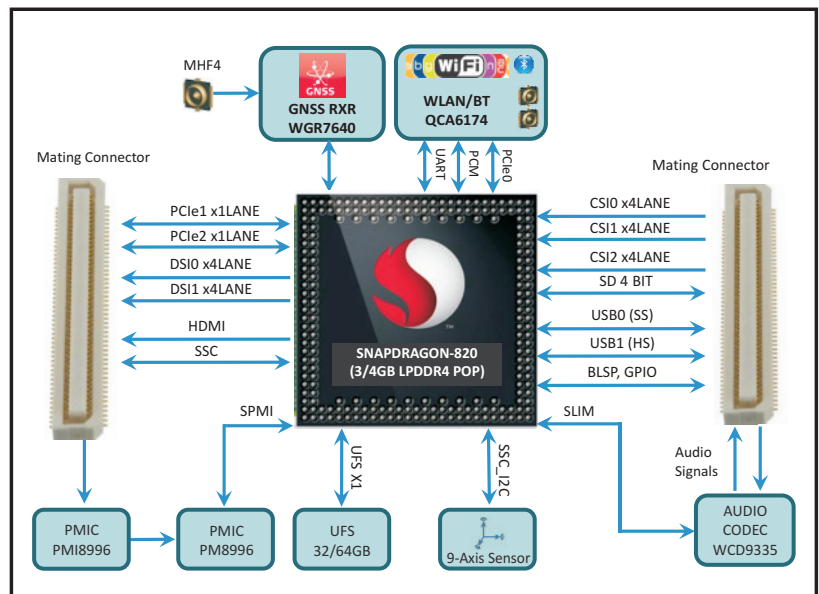 MHF4
GNSS
GNSS RXR
WGR7640
abg WiFi n
WLAN/BT
QCA6174
UART
PCM
PCIe0
Mating Connector
Mating Connector
PCIe1 x1LANE
PCIe2 x1LANE
DSI0 x4LANE
DSI1 x4LANE
HDMI
SSC
CSI0 x4LANE
CSI1 x4LANE
CSI2 x4LANE
SD 4 BIT
USB0 (SS)
USB1 (HS)
BLSP, GPIO
TM
SNAPDRAGON-820
(3/4GB LPDDR4 POP)
SPMI
UFS X1
SSC_I2C
SLIM
Audio
Signals
PMIC
PMI8996
PMIC
PM8996
UFS
32/64GB
9-Axis Sensor
AUDIO
CODEC
WCD9335